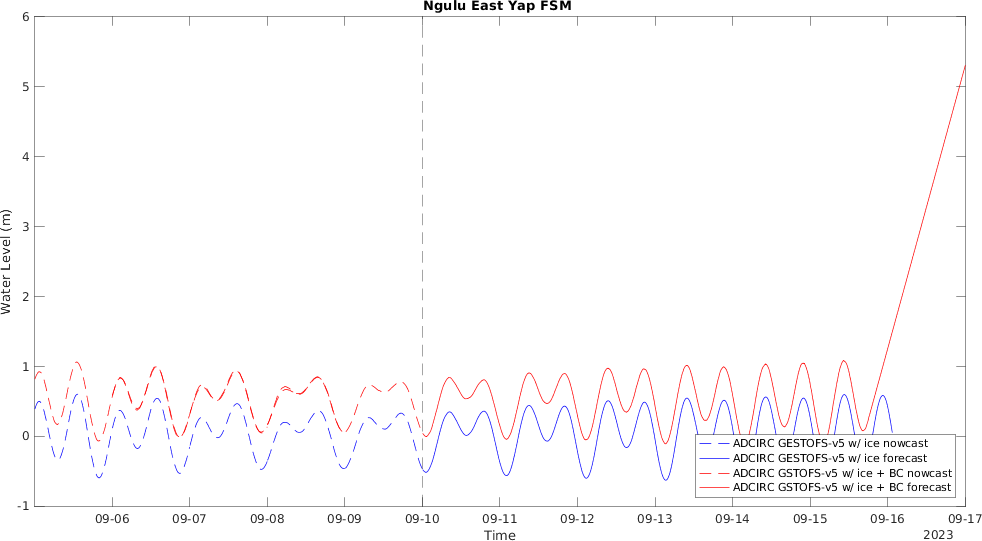 Ngulu East Yap FSM
6
5
4
3
2
1
0
-1
Water Level (m)
ADCIRC GESTOFS-v5 w/ ice nowcast
ADCIRC GESTOFS-v5 w/ ice forecast
ADCIRC GSTOFS-v5 w/ ice + BC nowcast
ADCIRC GSTOFS-v5 w/ ice + BC forecast
09-06 09-07 09-08 09-09 09-10 09-11 09-12 09-13 09-14 09-15 09-16 09-17
Time
2023